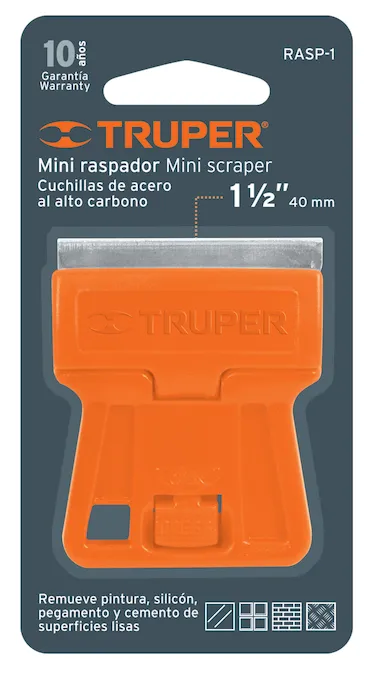 10 años
Garantía
Warranty
RASP-1
TRUPER®
Mini raspador Mini scraper
Cuchillas de acero
al alto carbono
1 ½" 40 mm
TRUPER
Remueve pintura, silicón,
pegamento y cemento de
superficies lisas